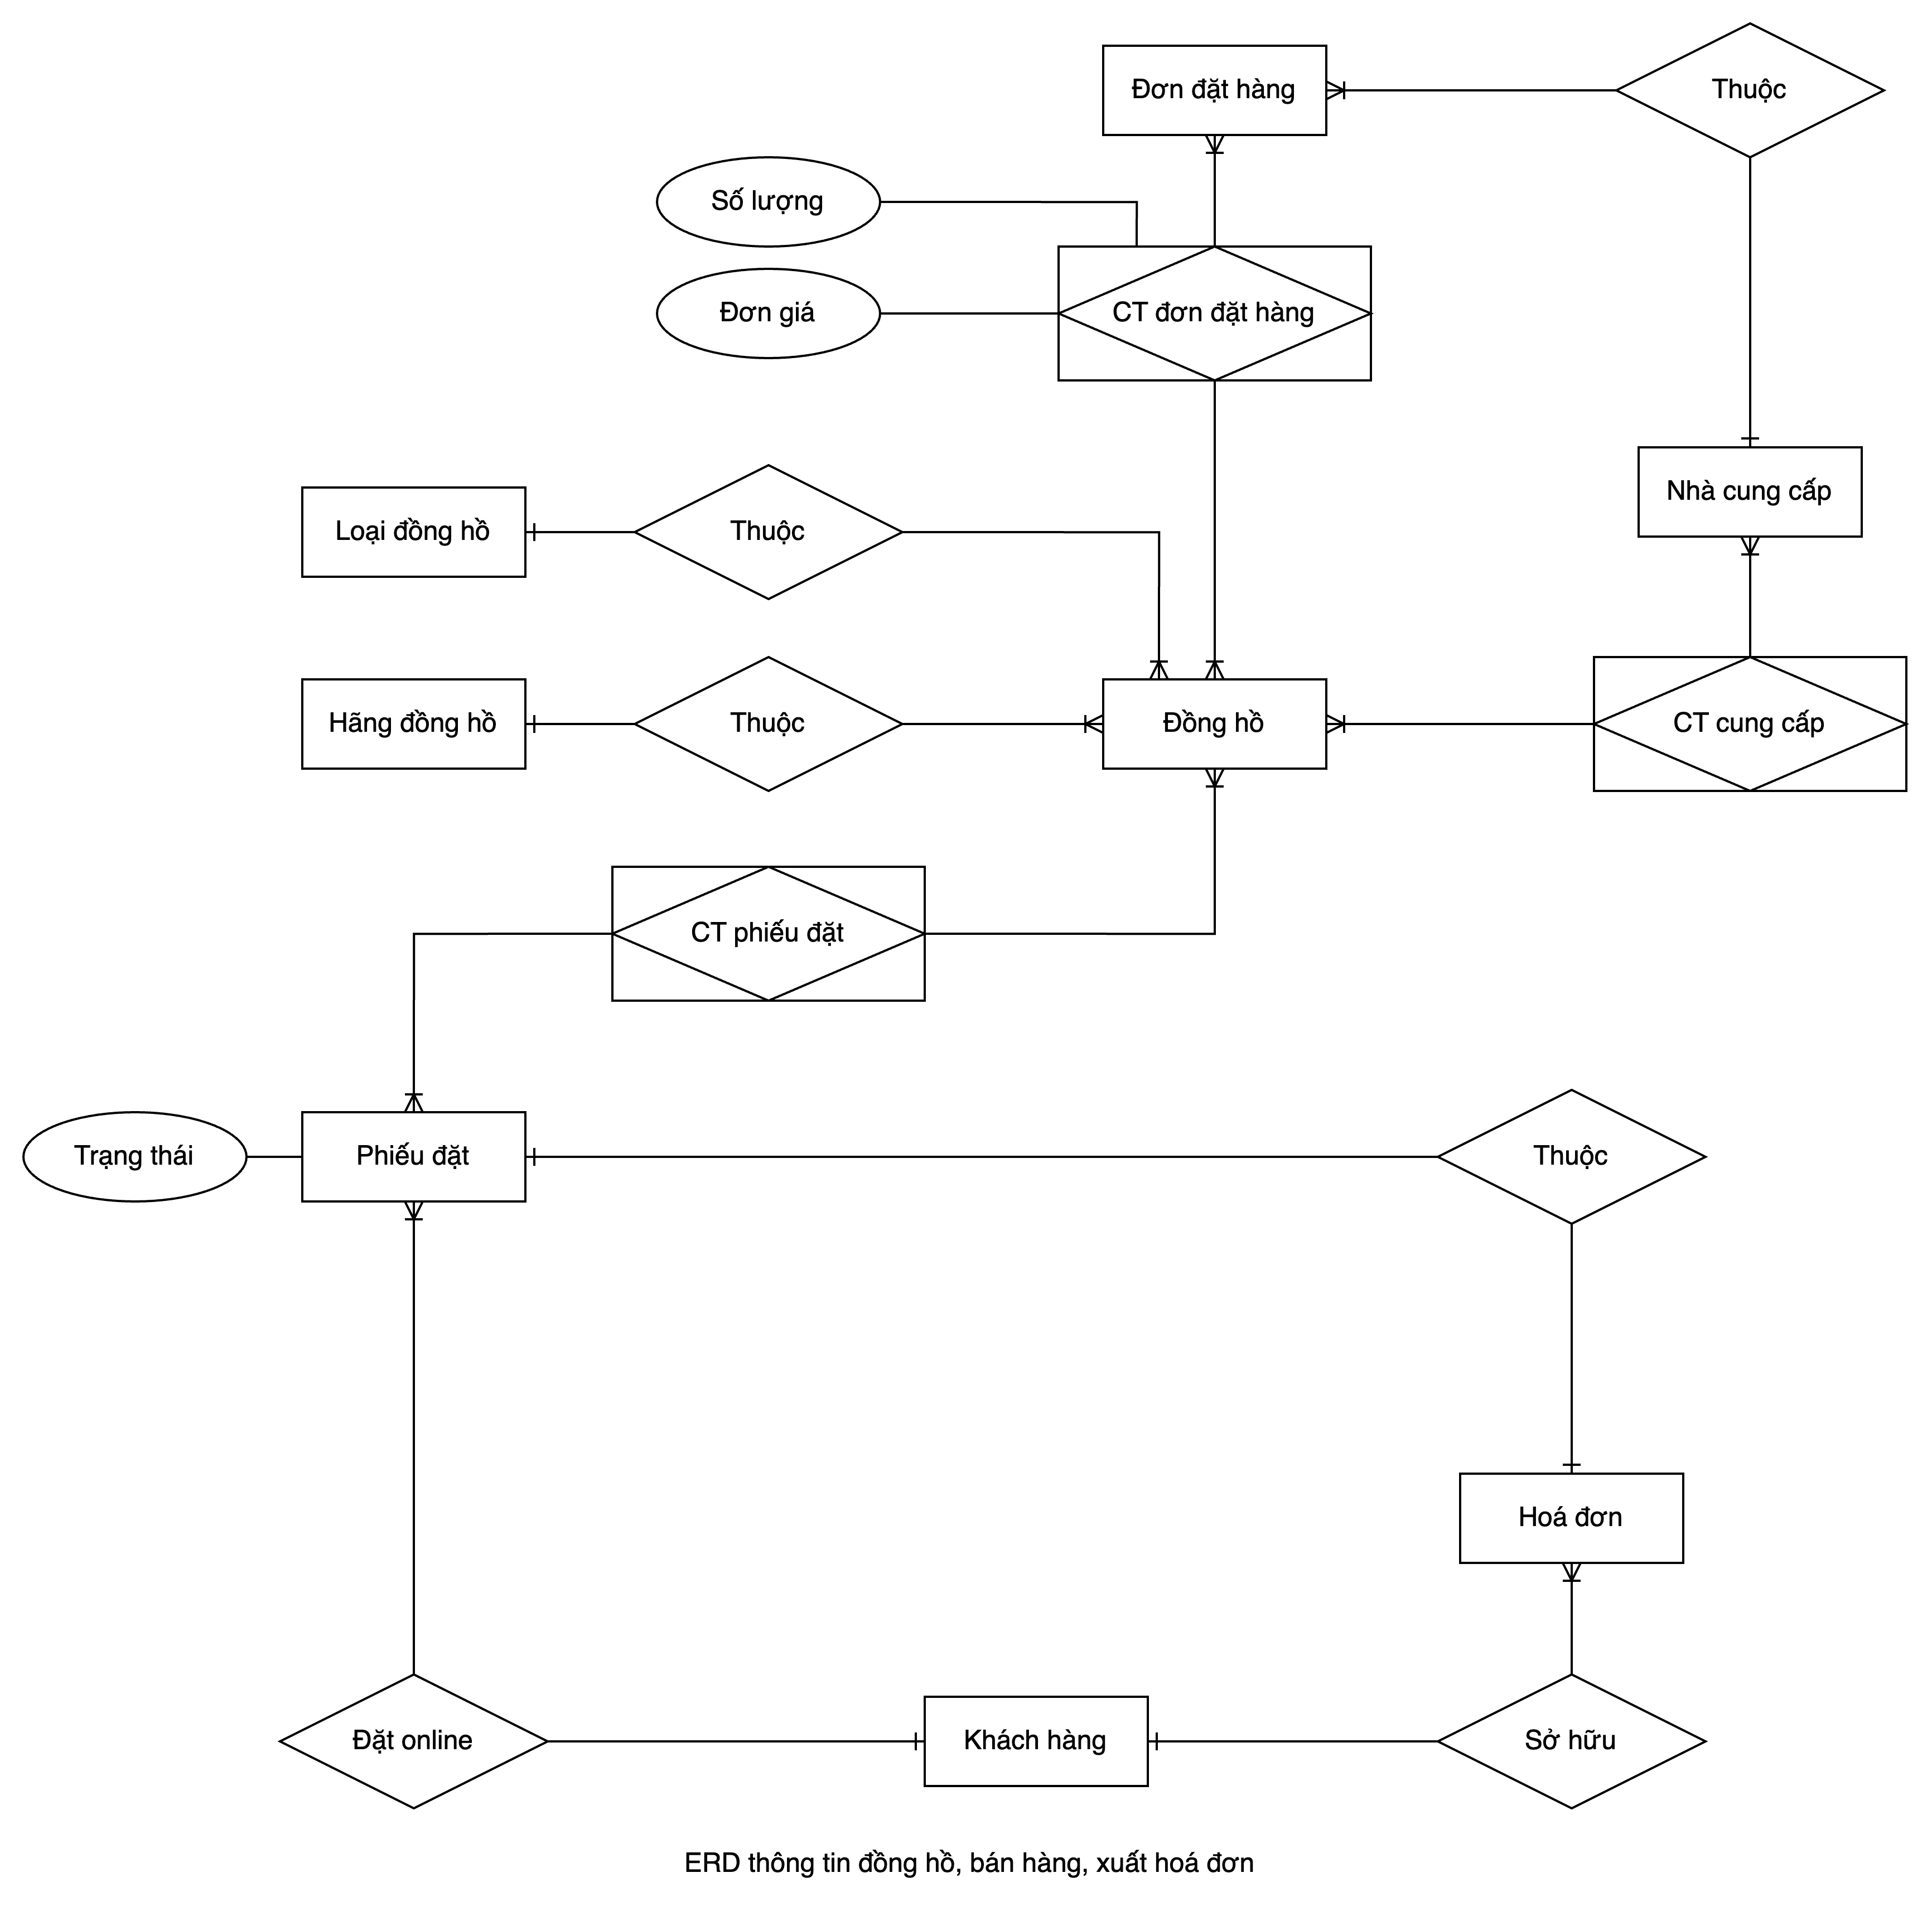 Đơn đặt hàng
Thuộc
Số lượng
Đơn giá
CT đơn đặt hàng
Nhà cung cấp
Loại đồng hồ
Thuộc
Hãng đồng hồ
Thuộc
Đồng hồ
CT cung cấp
CT phiếu đặt
Trạng thái
Phiếu đặt
Thuộc
Hoá đơn
Đặt online
Khách hàng
Sở hữu
ERD thông tin đồng hồ, bán hàng, xuất hoá đơn